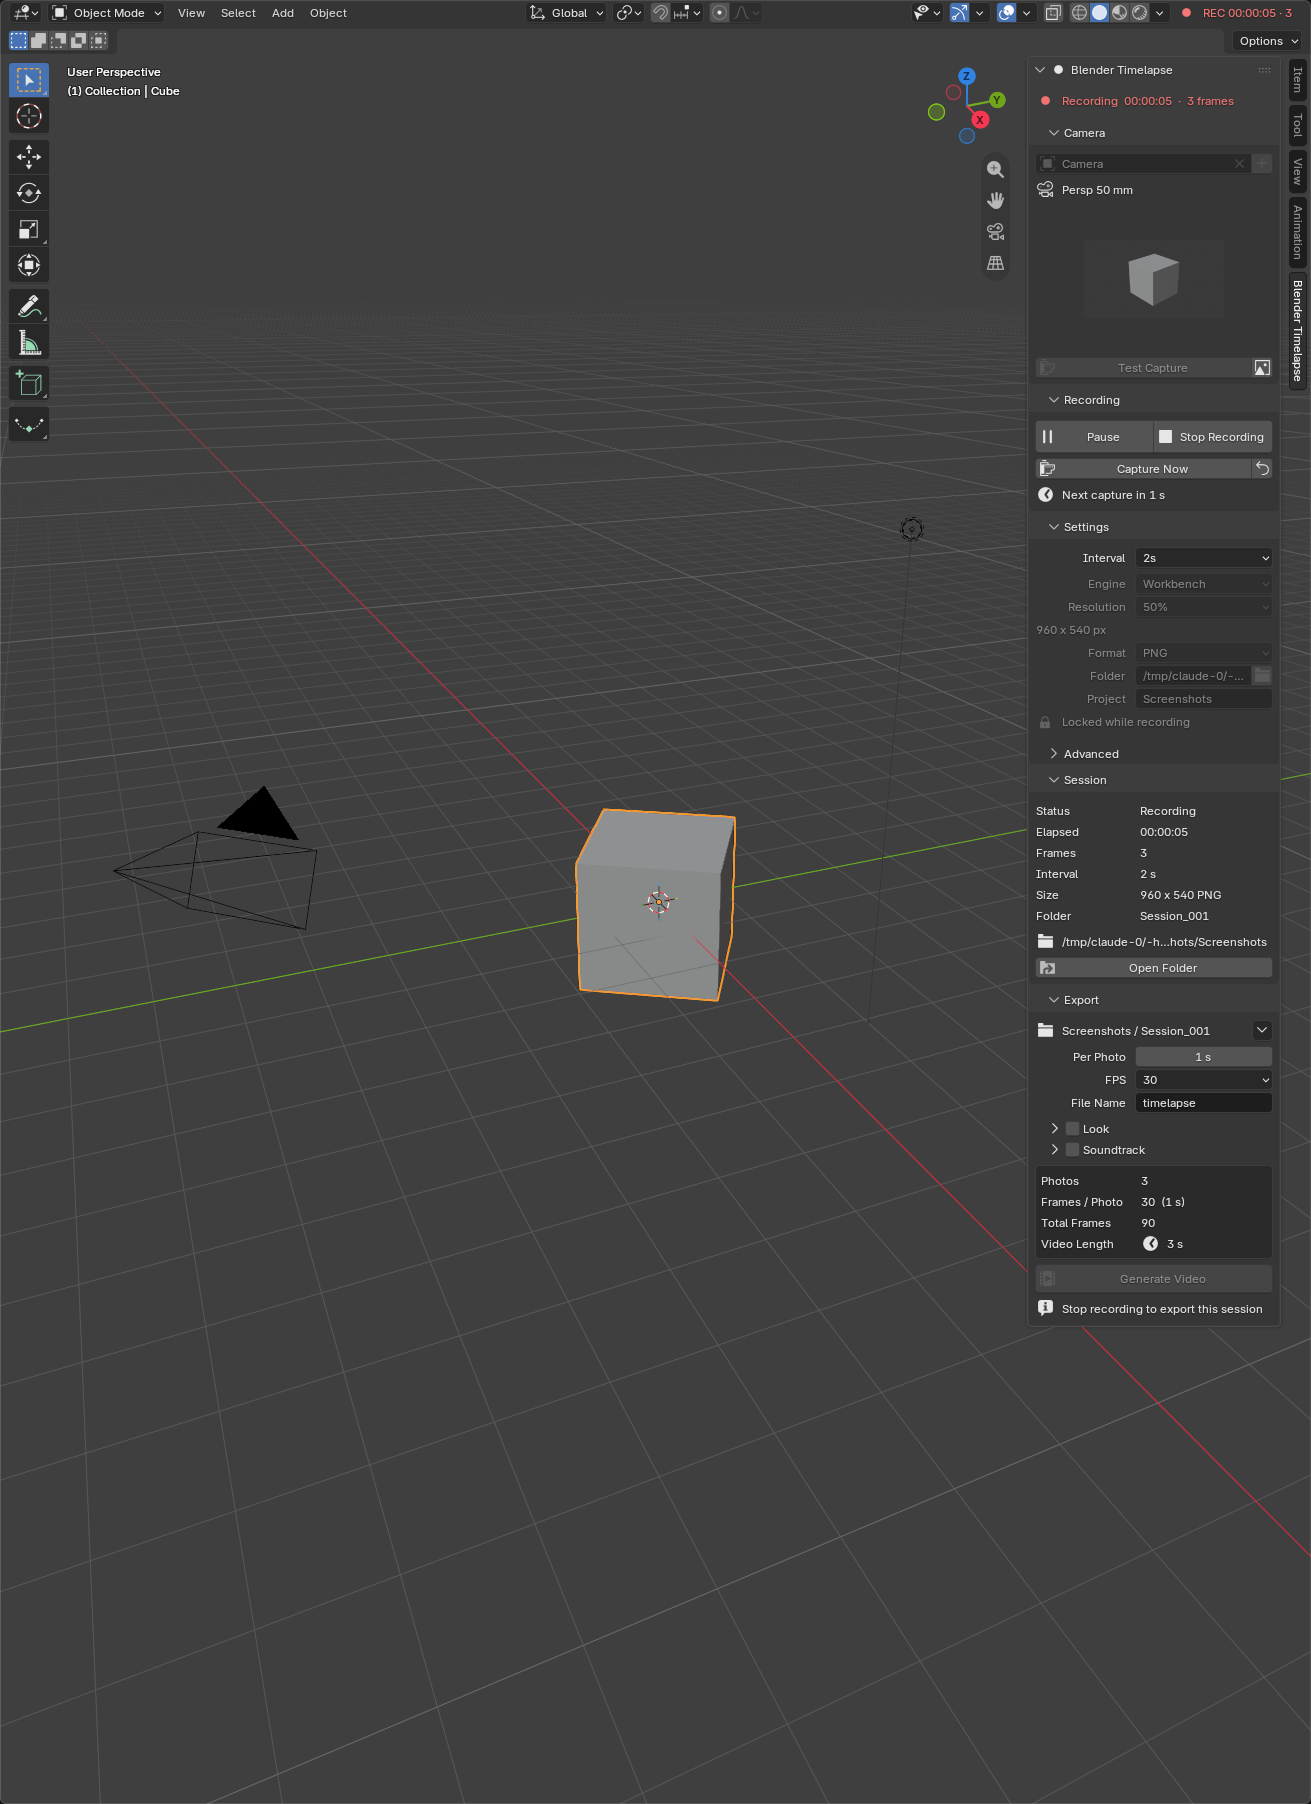 Object Mode View Select Add Object Global REC 00:00:05 · 3
Options
User Perspective
(1) Collection | Cube
Z
Y
X
Item
Tool
View
Animation
Blender Timelapse
Blender Timelapse
Recording 00:00:05 · 3 frames
Camera
Camera
Persp 50 mm
Test Capture
Recording
Pause Stop Recording
Capture Now
Next capture in 1 s
Settings
Interval 2s
Engine Workbench
Resolution 50%
960 x 540 px
Format PNG
Folder /tmp/claude-0/-...
Project Screenshots
Locked while recording
Advanced
Session
Status Recording
Elapsed 00:00:05
Frames 3
Interval 2 s
Size 960 x 540 PNG
Folder Session_001
/tmp/claude-0/-h...hots/Screenshots
Open Folder
Export
Screenshots / Session_001
Per Photo 1 s
FPS 30
File Name timelapse
Look
Soundtrack
Photos 3
Frames / Photo 30 (1 s)
Total Frames 90
Video Length 3 s
Generate Video
Stop recording to export this session